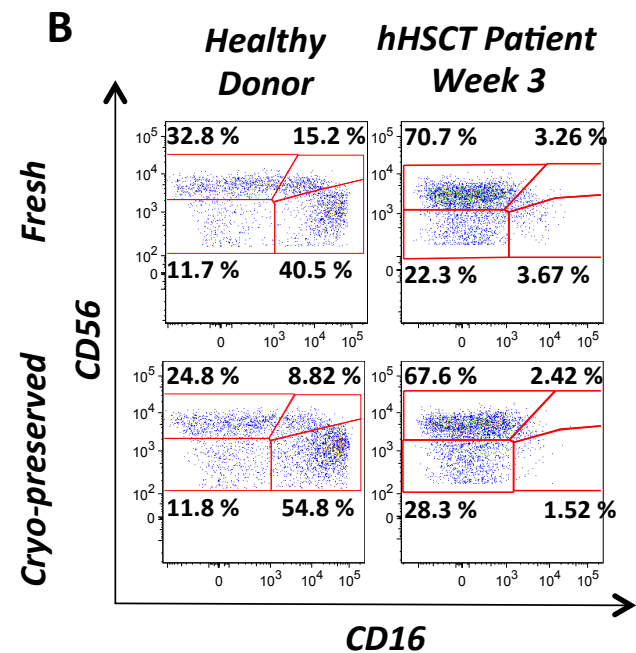 B
Healthy
Donor
hHSCT Patient
Week 3
Fresh
Cryo-preserved
CD56
CD16
32.8 % 15.2 %
11.7 % 40.5 %
10⁵
10⁴
10³
10²
0
0 10³ 10⁴ 10⁵
70.7 % 3.26 %
22.3 % 3.67 %
10⁵
10⁴
10³
0
0 10³ 10⁴ 10⁵
24.8 % 8.82 %
11.8 % 54.8 %
10⁵
10⁴
10³
10²
0
0 10³ 10⁴ 10⁵
67.6 % 2.42 %
28.3 % 1.52 %
10⁵
10⁴
10³
10²
0
0 10³ 10⁴ 10⁵